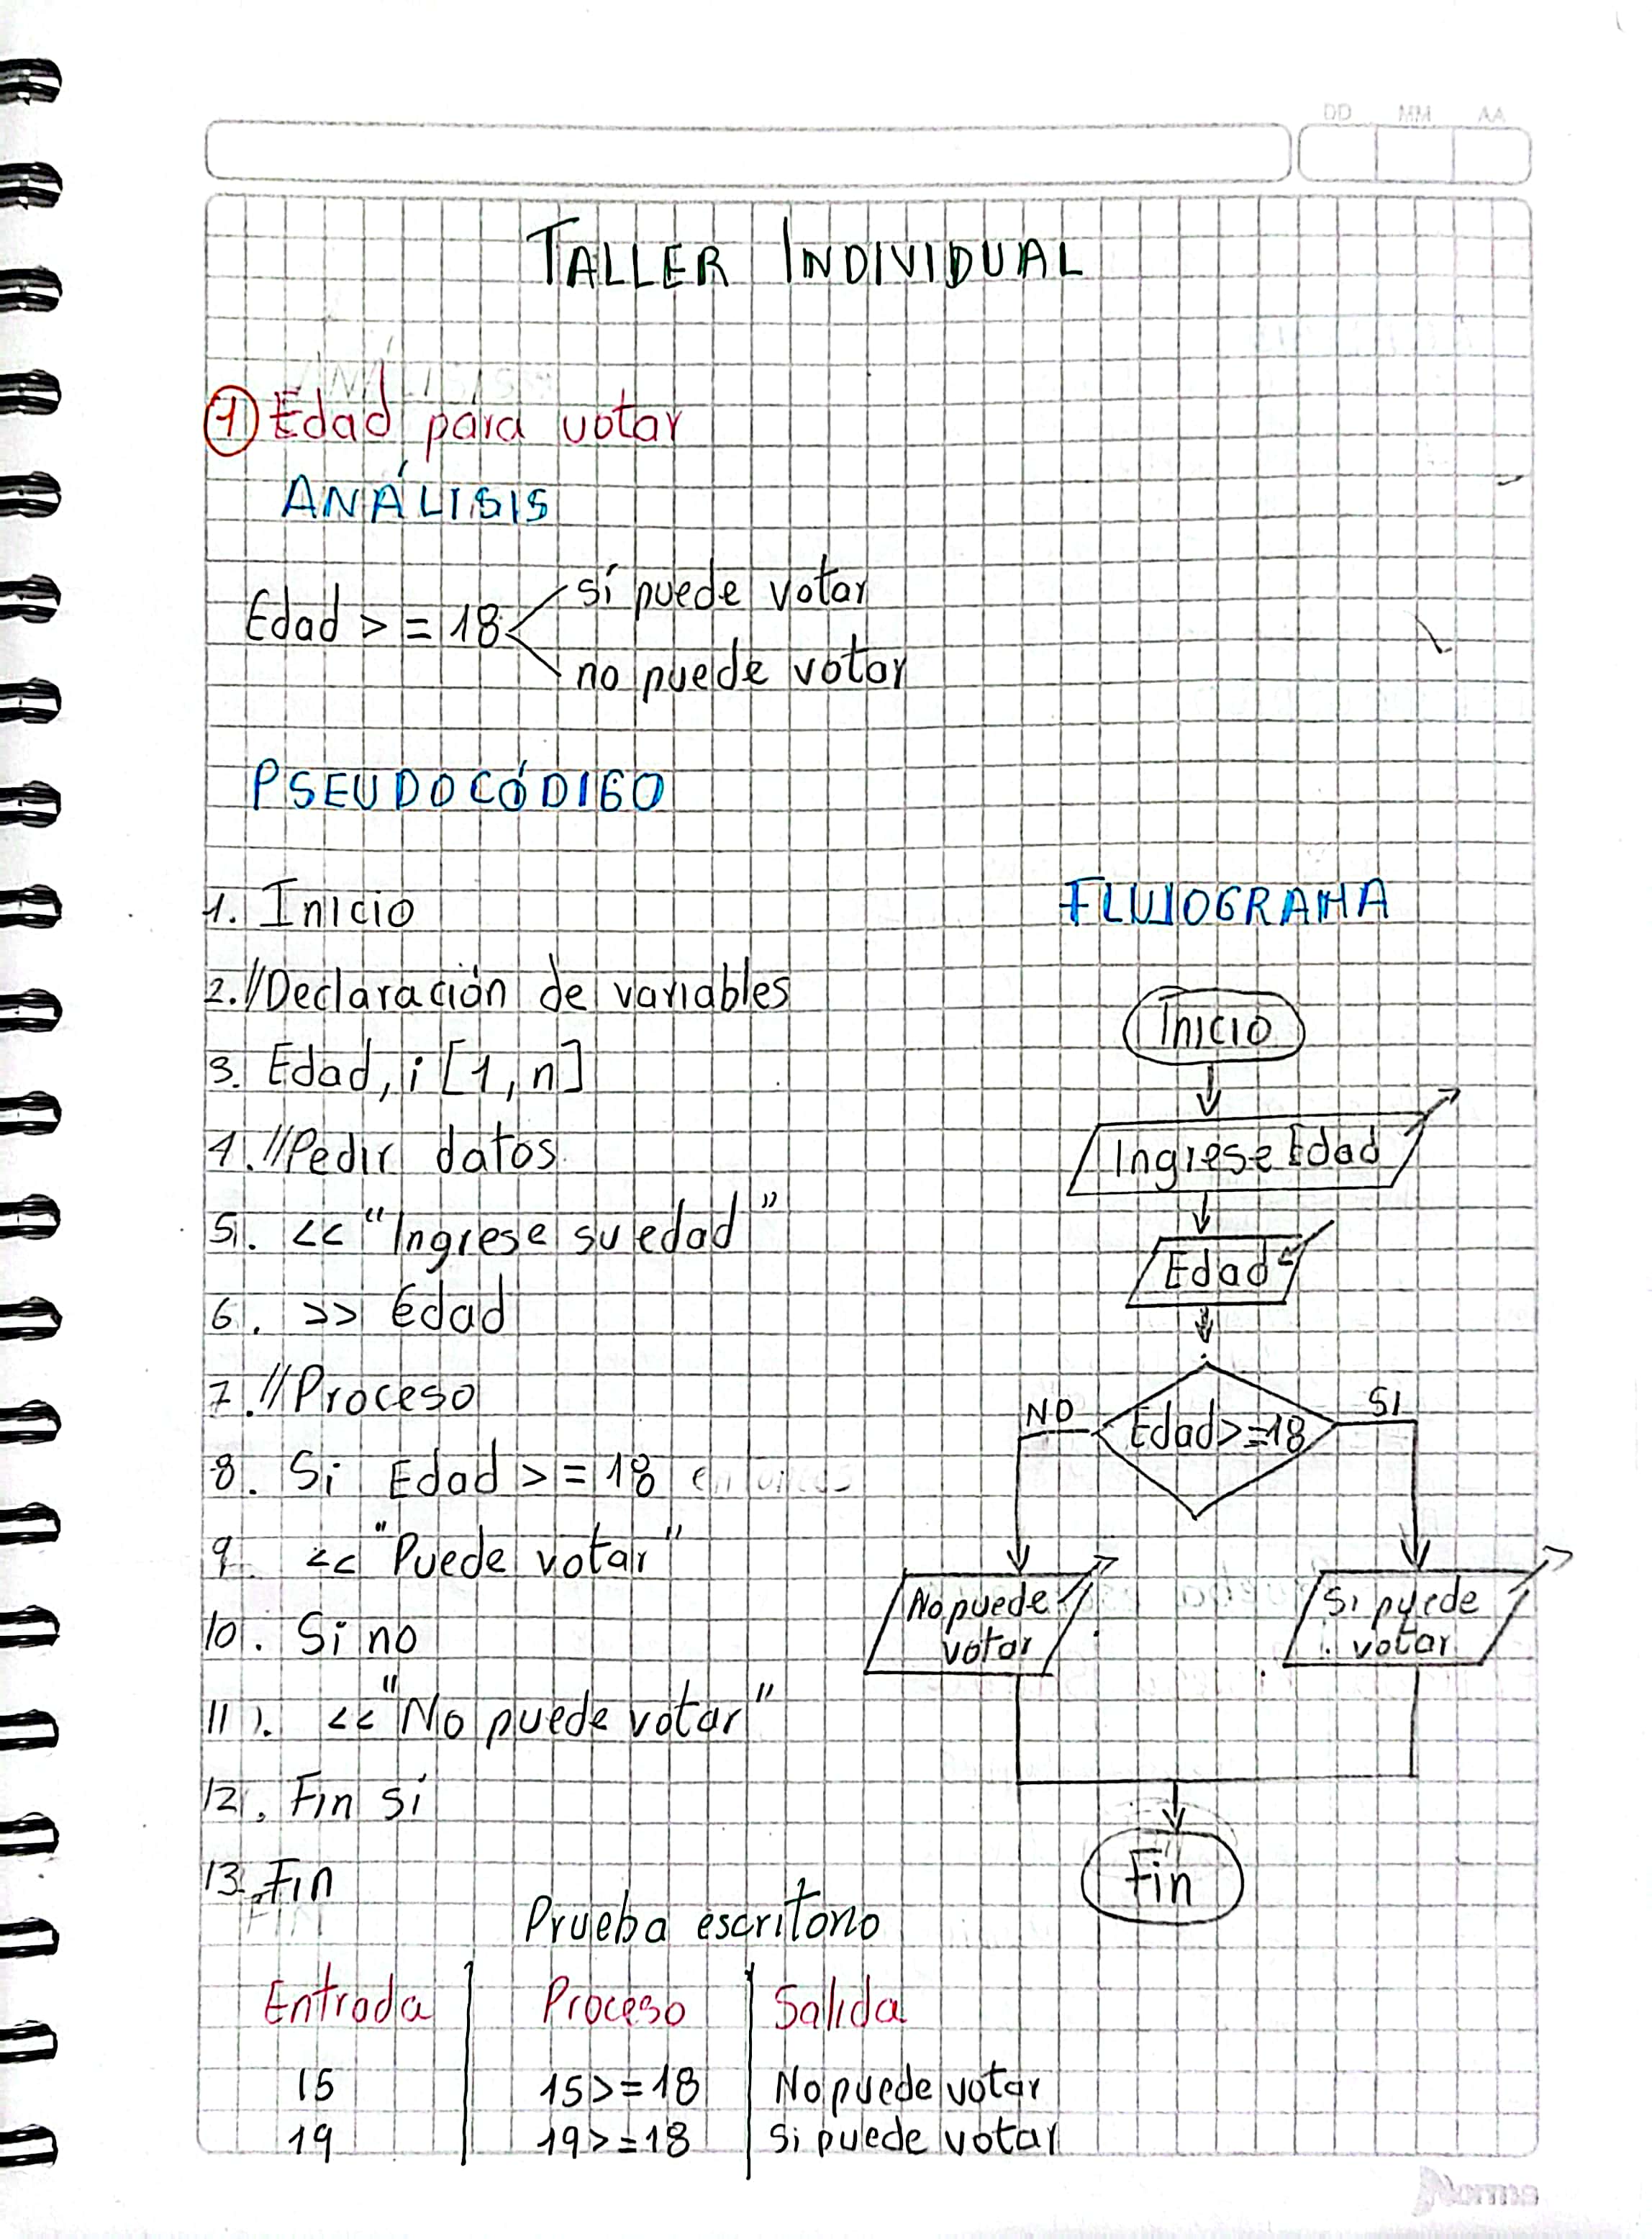 DD MM AA
TALLER INDIVIDUAL
1 Edad para votar
ANÁLISIS
Edad > = 18
sí puede votar
no puede votar
PSEUDOCÓDIGO
1. Inicio
2. //Declaración de variables
3. Edad, i [1, n]
4. //Pedir datos
5. << "Ingrese su edad"
6. >> Edad
7. //Proceso
8. Si Edad > = 18 entonces
9. << "Puede votar"
10. Si no
11. << "No puede votar"
12. Fin si
13. Fin
FLUJOGRAMA
Inicio
Ingrese Edad
Edad
Edad>=18
NO
SI
No puede
votar
Si puede
votar
Fin
Prueba escritorio
Entrada Proceso Salida
15 15>=18 No puede votar
19 19>=18 Si puede votar
Norma